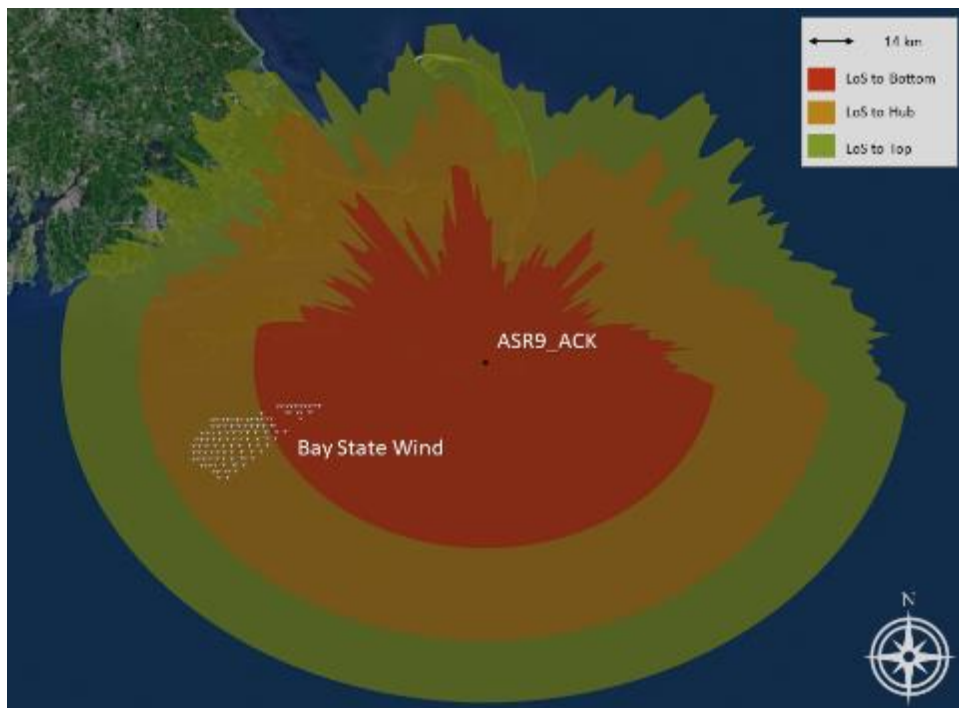 14 km
LoS to Bottom
LoS to Hub
LoS to Top
ASR9_ACK
Bay State Wind
N